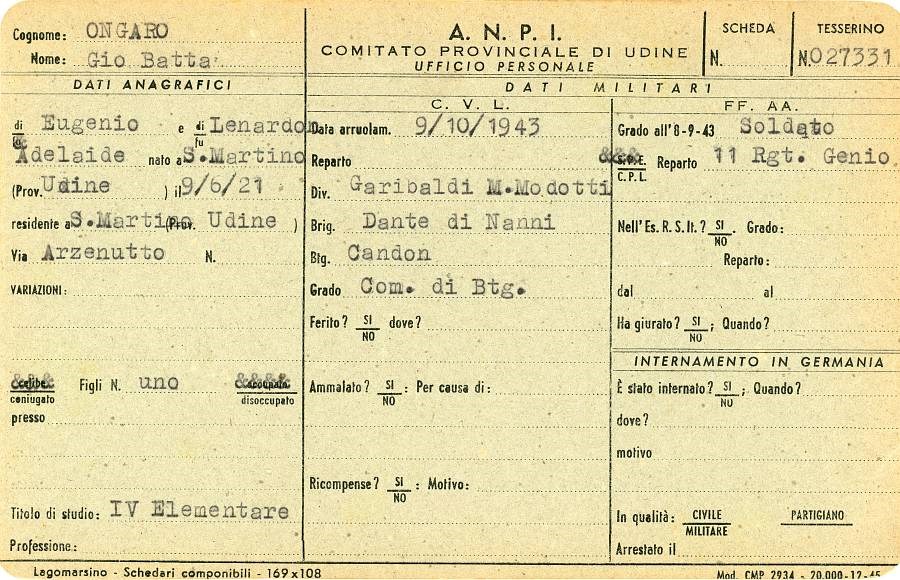 Cognome: ONGARO
Nome: Gio Batta
A. N. P. I.
COMITATO PROVINCIALE DI UDINE
UFFICIO PERSONALE
SCHEDA
N.
TESSERINO
N. 027331
DATI ANAGRAFICI
di Eugenio e di fu Lenardon
Adelaide nato a S.Martino
(Prov. Udine ) il 9/6/21
residente a S.Martino (Prov. Udine )
Via Arzenutto N.
VARIAZIONI:
celibe coniugato Figli N. uno &&&& occupato disoccupato
presso
Titolo di studio: IV Elementare
Professione:
DATI MILITARI
C. V. L.
Data arruolam. 9/10/1943
Reparto
Div. Garibaldi M.Modotti
Brig. Dante di Nanni
Btg. Candon
Grado Com. di Btg.
Ferito? SI NO dove?
Ammalato? SI NO : Per causa di:
Ricompense? SI NO : Motivo:
FF. AA.
Grado all'8-9-43 Soldato
&&& S.P.E. C.P.L. Reparto 11 Rgt. Genio
Nell'Es. R. S. It.? SI NO. Grado:
Reparto:
dal al
Ha giurato? SI NO ; Quando?
INTERNAMENTO IN GERMANIA
È stato internato? SI NO ; Quando?
dove?
motivo
In qualità: CIVILE MILITARE PARTIGIANO
Arrestato il
Lagomarsino - Schedari componibili - 169x108
Mod. CMP 2934 - 20.000-12-45